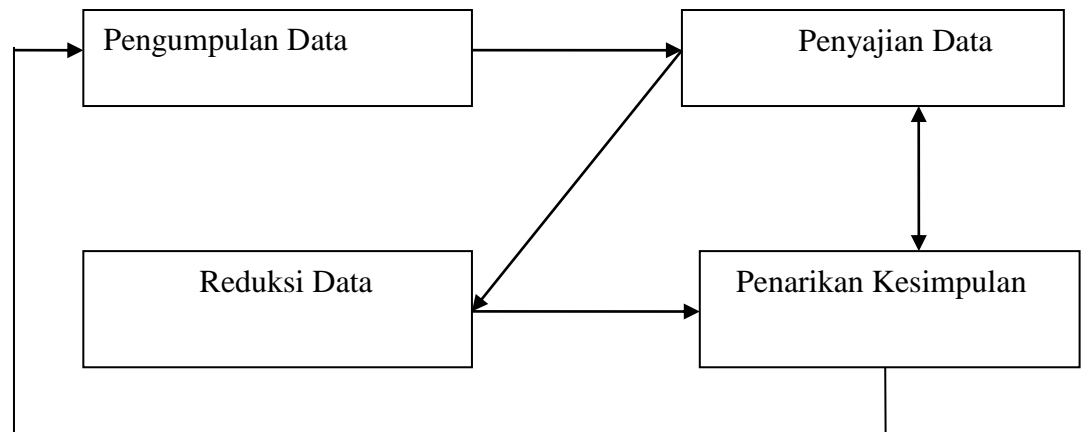 Pengumpulan Data
Penyajian Data
Reduksi Data
Penarikan Kesimpulan